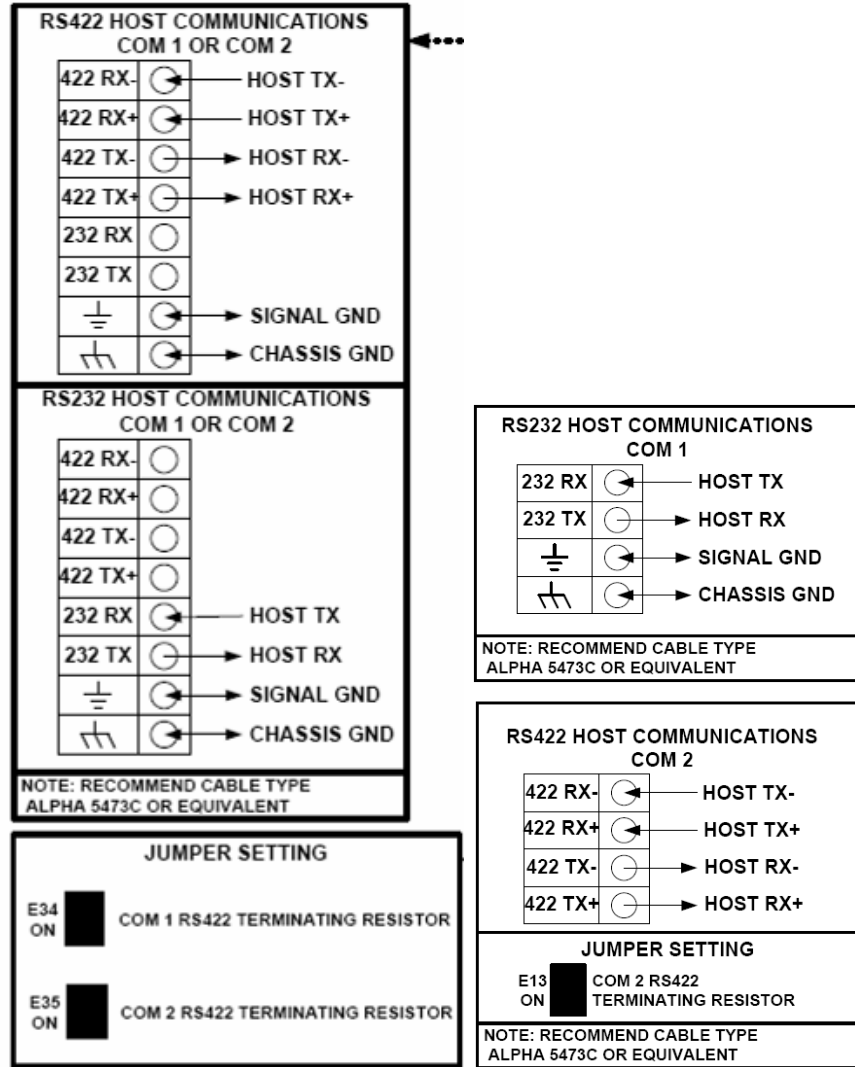 RS422 HOST COMMUNICATIONS
COM 1 OR COM 2
422 RX- HOST TX-
422 RX+ HOST TX+
422 TX- HOST RX-
422 TX+ HOST RX+
232 RX
232 TX
SIGNAL GND
CHASSIS GND
RS232 HOST COMMUNICATIONS
COM 1 OR COM 2
422 RX-
422 RX+
422 TX-
422 TX+
232 RX HOST TX
232 TX HOST RX
SIGNAL GND
CHASSIS GND
NOTE: RECOMMEND CABLE TYPE
ALPHA 5473C OR EQUIVALENT
JUMPER SETTING
E34
ON
COM 1 RS422 TERMINATING RESISTOR
E35
ON
COM 2 RS422 TERMINATING RESISTOR
RS232 HOST COMMUNICATIONS
COM 1
232 RX HOST TX
232 TX HOST RX
SIGNAL GND
CHASSIS GND
NOTE: RECOMMEND CABLE TYPE
ALPHA 5473C OR EQUIVALENT
RS422 HOST COMMUNICATIONS
COM 2
422 RX- HOST TX-
422 RX+ HOST TX+
422 TX- HOST RX-
422 TX+ HOST RX+
JUMPER SETTING
E13
ON
COM 2 RS422
TERMINATING RESISTOR
NOTE: RECOMMEND CABLE TYPE
ALPHA 5473C OR EQUIVALENT